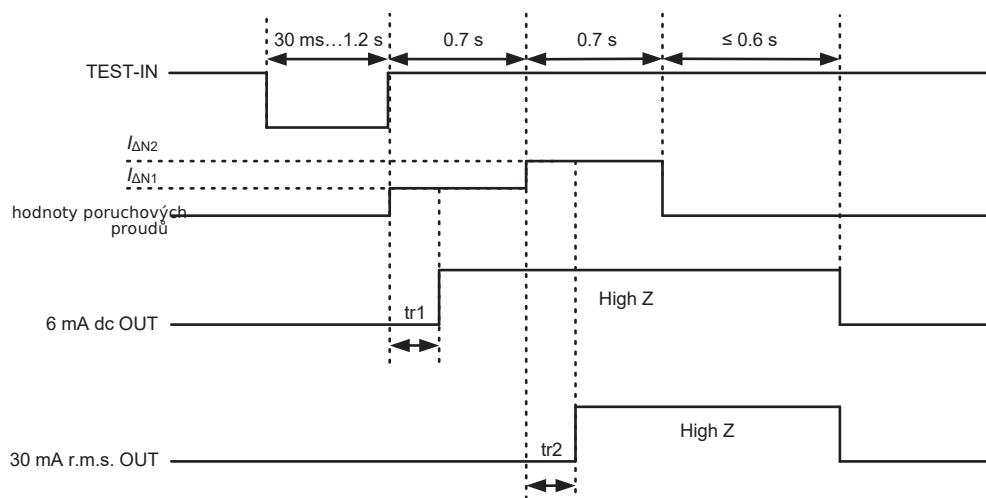 30 ms…1.2 s
0.7 s
0.7 s
≤ 0.6 s
TEST-IN
IΔN2
IΔN1
hodnoty poruchových
proudů
High Z
tr1
6 mA dc OUT
High Z
tr2
30 mA r.m.s. OUT